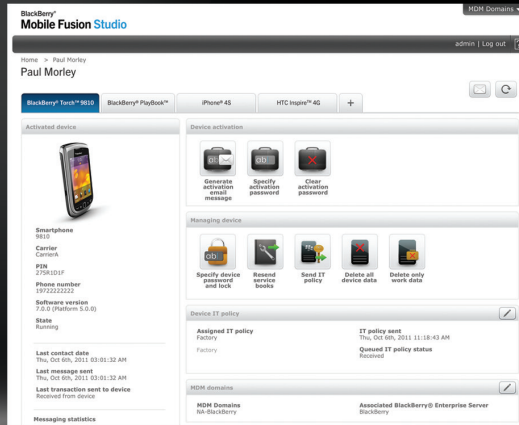 MDM Domains
BlackBerry®
Mobile Fusion Studio
admin | Log out
Home > Paul Morley
Paul Morley
BlackBerry® Torch™ 9810
BlackBerry® PlayBook™
iPhone® 4S
HTC Inspire™ 4G
+
Activated device
Smartphone
9810
Carrier
CarrierA
PIN
275R1D1F
Phone number
19722222222
Software version
7.0.0 (Platform 5.0.0)
State
Running
Last contact date
Thu, Oct 6th, 2011 03:01:32 AM
Last message sent
Thu, Oct 6th, 2011 03:01:32 AM
Last transaction sent to device
Received from device
Messaging statistics
Device activation
Generate
activation
email
message
Specify
activation
password
Clear
activation
password
Managing device
Specify device
password
and lock
Resend
service
books
Send IT
policy
Delete all
device data
Delete only
work data
Device IT policy
Assigned IT policy
Factory
Factory
IT policy sent
Thu, Oct 6th, 2011 11:18:43 AM
Queued IT policy status
Received
MDM domains
MDM Domains
NA-BlackBerry
Associated BlackBerry® Enterprise Server
BlackBerry